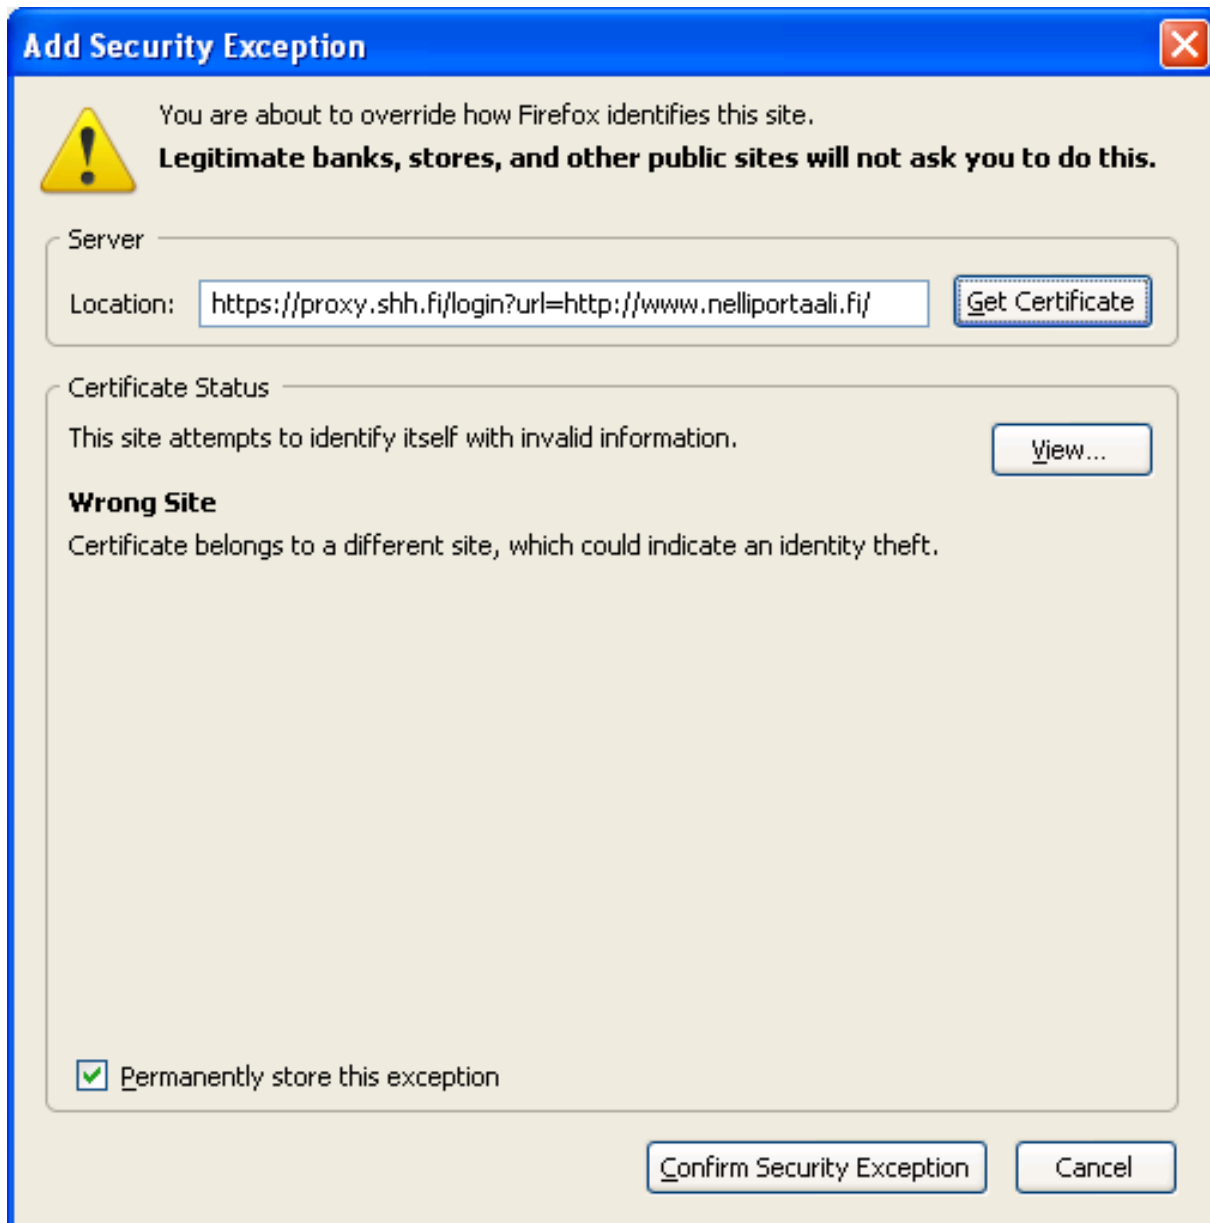 Add Security Exception
You are about to override how Firefox identifies this site.
Legitimate banks, stores, and other public sites will not ask you to do this.
Server
Location: https://proxy.shh.fi/login?url=http://www.nelliportaali.fi/ Get Certificate
Certificate Status
This site attempts to identify itself with invalid information.
View...
Wrong Site
Certificate belongs to a different site, which could indicate an identity theft.
Permanently store this exception
Confirm Security Exception Cancel